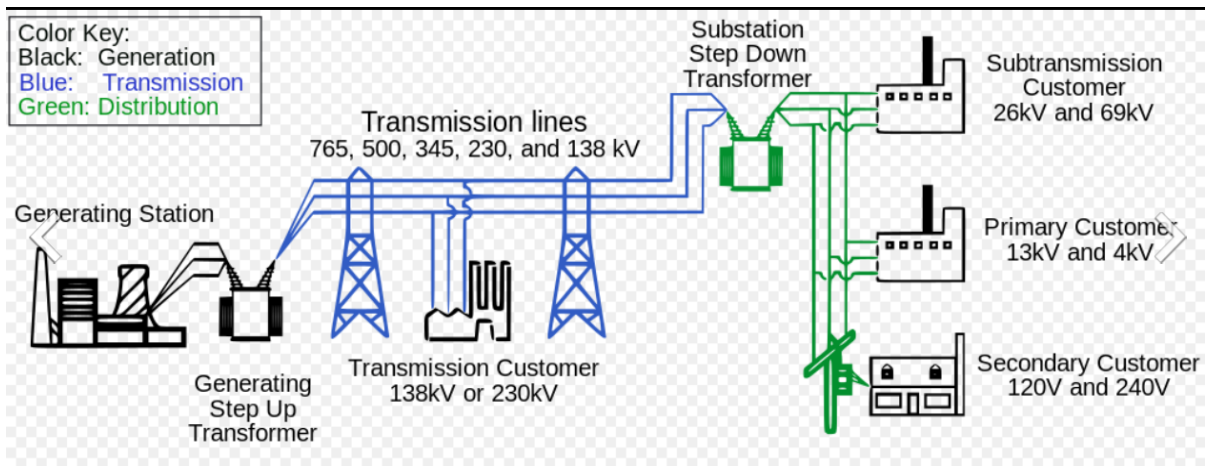 Color Key:
Black: Generation
Blue: Transmission
Green: Distribution
Substation
Step Down
Transformer
Subtransmission
Customer
26kV and 69kV
Transmission lines
765, 500, 345, 230, and 138 kV
Generating Station
Primary Customer
13kV and 4kV
Transmission Customer
138kV or 230kV
Generating
Step Up
Transformer
Secondary Customer
120V and 240V